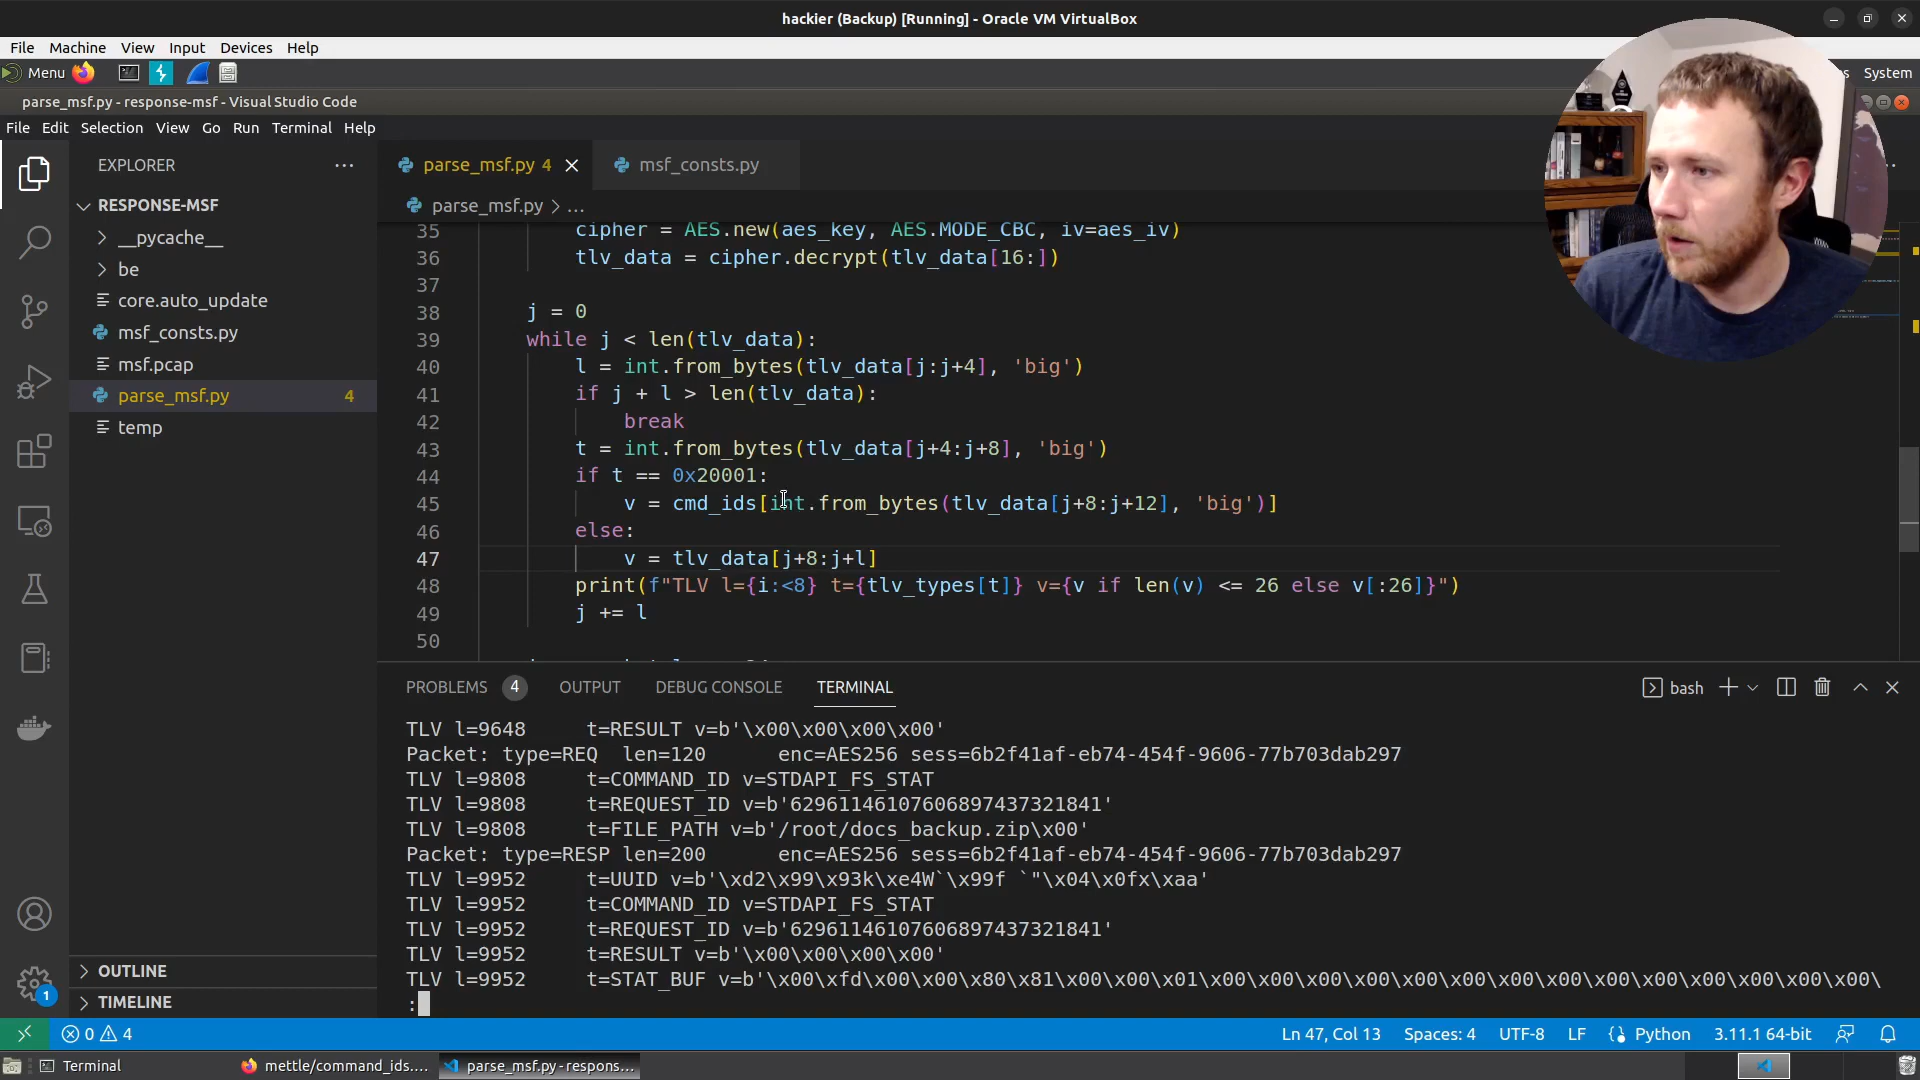 hackier (Backup) [Running] - Oracle VM VirtualBox
File Machine View Input Devices Help
Menu
System
parse_msf.py - response-msf - Visual Studio Code
File Edit Selection View Go Run Terminal Help
EXPLORER
RESPONSE-MSF
__pycache__
be
core.auto_update
msf_consts.py
msf.pcap
parse_msf.py 4
temp
OUTLINE
TIMELINE
1
parse_msf.py 4
msf_consts.py
parse_msf.py > ...
35 cipher = AES.new(aes_key, AES.MODE_CBC, iv=aes_iv)
36 tlv_data = cipher.decrypt(tlv_data[16:])
37
38 j = 0
39 while j < len(tlv_data):
40 l = int.from_bytes(tlv_data[j:j+4], 'big')
41 if j + l > len(tlv_data):
42 break
43 t = int.from_bytes(tlv_data[j+4:j+8], 'big')
44 if t == 0x20001:
45 v = cmd_ids[int.from_bytes(tlv_data[j+8:j+12], 'big')]
46 else:
47 v = tlv_data[j+8:j+l]
48 print(f"TLV l={i:<8} t={tlv_types[t]} v={v if len(v) <= 26 else v[:26]}")
49 j += l
50
PROBLEMS 4 OUTPUT DEBUG CONSOLE TERMINAL
bash
TLV l=9648 t=RESULT v=b'\x00\x00\x00\x00'
Packet: type=REQ len=120 enc=AES256 sess=6b2f41af-eb74-454f-9606-77b703dab297
TLV l=9808 t=COMMAND_ID v=STDAPI_FS_STAT
TLV l=9808 t=REQUEST_ID v=b'62961146107606897437321841'
TLV l=9808 t=FILE_PATH v=b'/root/docs_backup.zip\x00'
Packet: type=RESP len=200 enc=AES256 sess=6b2f41af-eb74-454f-9606-77b703dab297
TLV l=9952 t=UUID v=b'\xd2\x99\x93k\xe4W`\x99f `"\x04\x0fx\xaa'
TLV l=9952 t=COMMAND_ID v=STDAPI_FS_STAT
TLV l=9952 t=REQUEST_ID v=b'62961146107606897437321841'
TLV l=9952 t=RESULT v=b'\x00\x00\x00\x00'
TLV l=9952 t=STAT_BUF v=b'\x00\xfd\x00\x00\x80\x81\x00\x00\x01\x00\x00\x00\x00\x00\x00\x00\x00\x00\x00\
:
0 4
Ln 47, Col 13 Spaces: 4 UTF-8 LF Python 3.11.1 64-bit
Terminal
mettle/command_ids....
parse_msf.py - respons...